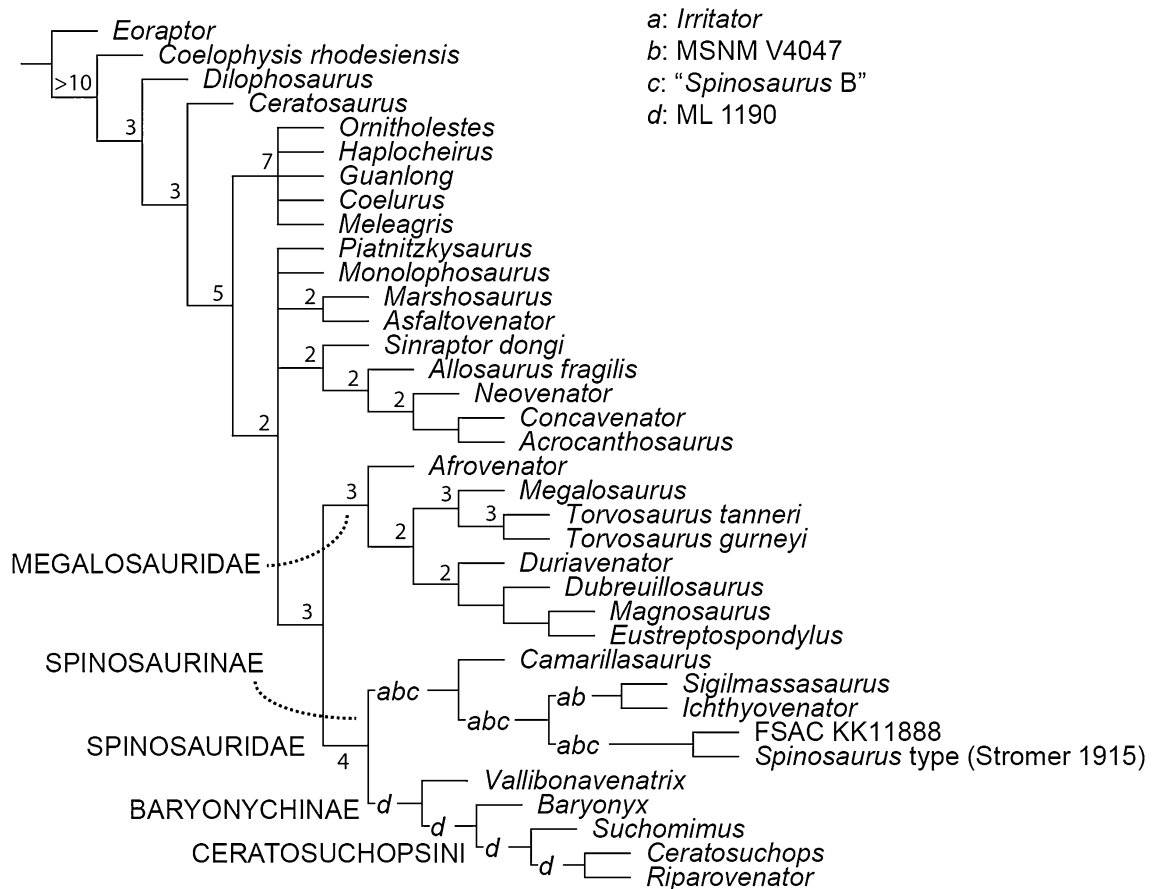 Eoraptor
a: Irritator
Coelophysis rhodesiensis
b: MSNM V4047
>10
Dilophosaurus
c: “Spinosaurus B”
Ceratosaurus
d: ML 1190
3
Ornitholestes
7
Haplocheirus
Guanlong
3
Coelurus
Meleagris
Piatnitzkysaurus
Monolophosaurus
5
2
Marshosaurus
Asfaltovenator
2
Sinraptor dongi
2
Allosaurus fragilis
2
Neovenator
2
Concavenator
Acrocanthosaurus
3
Afrovenator
3
Megalosaurus
3
Torvosaurus tanneri
2
Torvosaurus gurneyi
MEGALOSAURIDAE
2
Duriavenator
Dubreuillosaurus
3
Magnosaurus
Eustreptospondylus
SPINOSAURINAE
Camarillasaurus
abc
ab
Sigilmassasaurus
Ichthyovenator
abc
FSAC KK11888
SPINOSAURIDAE
4
abc
Spinosaurus type (Stromer 1915)
Vallibonavenatrix
BARYONYCHINAE
d
Baryonyx
d
Suchomimus
CERATOSUCHOPSINI
d
Ceratosuchops
d
Riparovenator